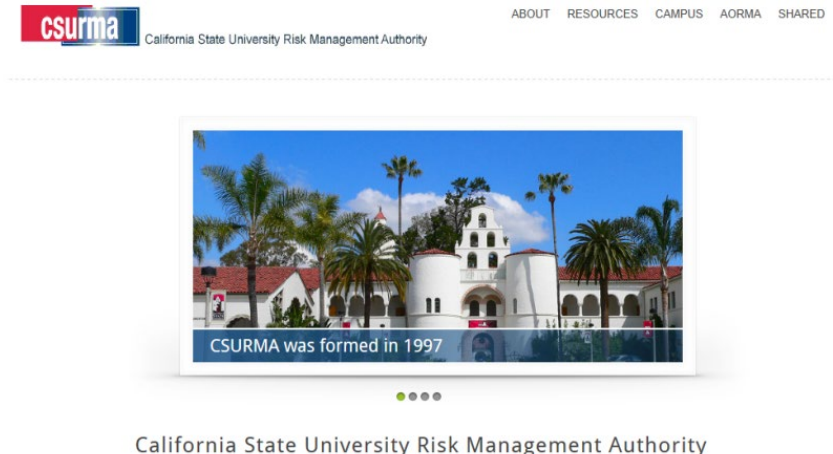 csurma
California State University Risk Management Authority
ABOUT RESOURCES CAMPUS AORMA SHARED
CSURMA was formed in 1997
California State University Risk Management Authority